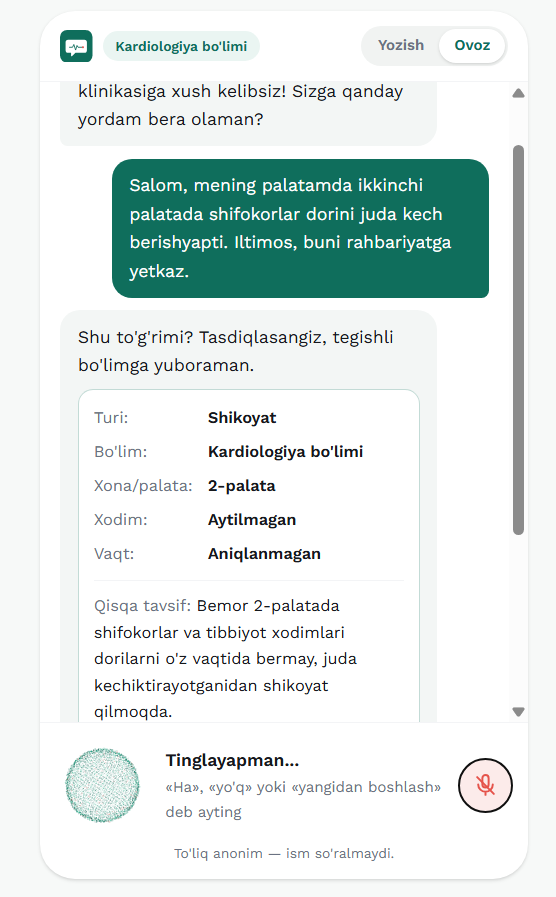 Kardiologiya bo'limi
Yozish
Ovoz
klinikasiga xush kelibsiz! Sizga qanday
yordam bera olaman?
Salom, mening palatamda ikkinchi
palatada shifokorlar dorini juda kech
berishyapti. Iltimos, buni rahbariyatga
yetkaz.
Shu to'g'rimi? Tasdiqlasangiz, tegishli
bo'limga yuboraman.
Turi: Shikoyat
Bo'lim: Kardiologiya bo'limi
Xona/palata: 2-palata
Xodim: Aytilmagan
Vaqt: Aniqlanmagan
Qisqa tavsif: Bemor 2-palatada
shifokorlar va tibbiyot xodimlari
dorilarni o'z vaqtida bermay, juda
kechiktirayotganidan shikoyat
qilmoqda.
Tinglayapman...
«Ha», «yo'q» yoki «yangidan boshlash»
deb ayting
To'liq anonim — ism so'ralmaydi.